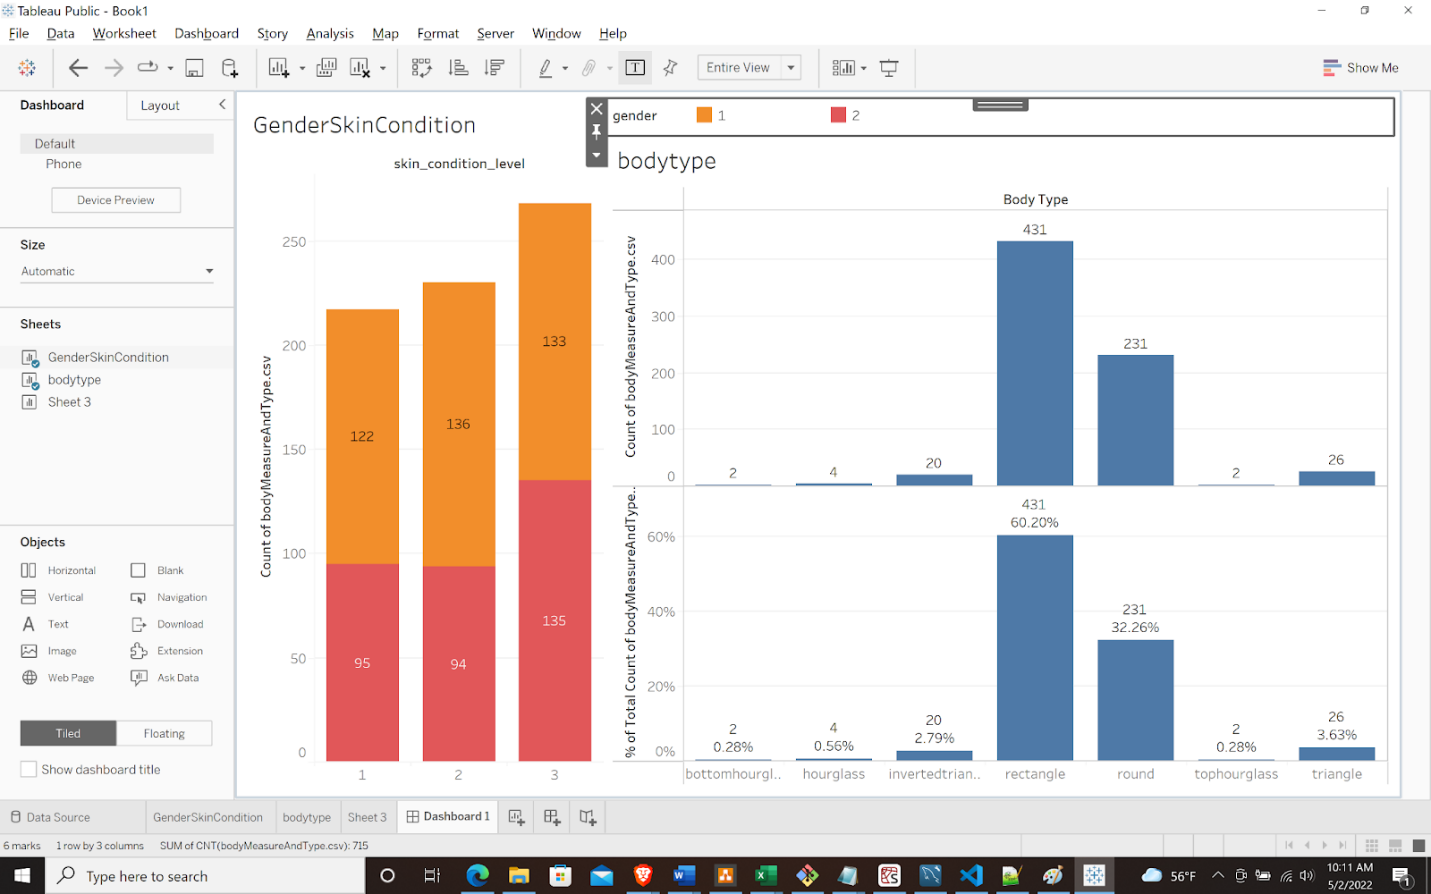 Tableau Public - Book1
File Data Worksheet Dashboard Story Analysis Map Format Server Window Help
Entire View
Show Me
Dashboard
Layout
Default
Phone
Device Preview
Size
Automatic
Sheets
GenderSkinCondition
bodytype
Sheet 3
Objects
Horizontal Blank
Vertical Navigation
Text Download
Image Extension
Web Page Ask Data
Tiled Floating
Show dashboard title
GenderSkinCondition
skin_condition_level
Count of bodyMeasureAndType.csv
250
200
150
100
50
0
122
136
133
95
94
135
1 2 3
gender 1 2
bodytype
Body Type
Count of bodyMeasureAndType.csv
400
300
200
100
0
2 4 20 431 231 2 26
% of Total Count of bodyMeasureAndType..
60%
40%
20%
0%
2
0.28%
4
0.56%
20
2.79%
431
60.20%
231
32.26%
2
0.28%
26
3.63%
bottomhourgl.. hourglass invertedtrian.. rectangle round tophourglass triangle
Data Source GenderSkinCondition bodytype Sheet 3 Dashboard 1
6 marks 1 row by 3 columns SUM of CNT(bodyMeasureAndType.csv): 715
Type here to search
56°F
10:11 AM
5/2/2022
1